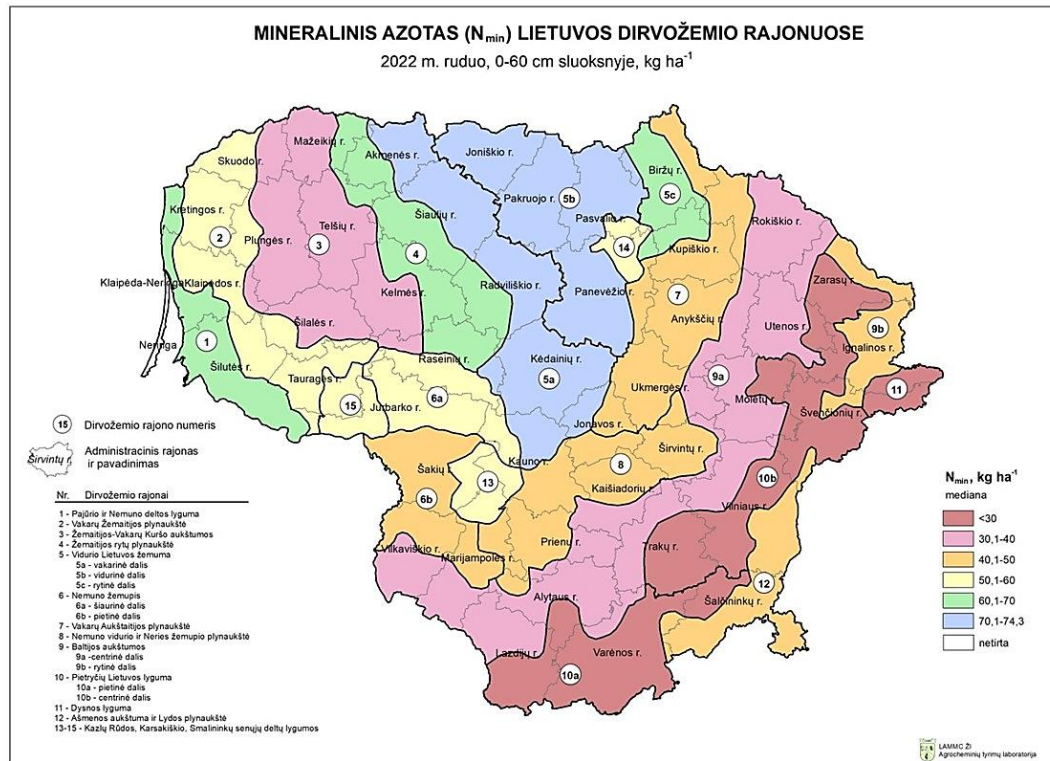 MINERALINIS AZOTAS (Nmin) LIETUVOS DIRVOŽEMIO RAJONUOSE
2022 m. ruduo, 0-60 cm sluoksnyje, kg ha-1
Mažeikių r.
Skuodo r.
Akmenės r.
Joniškio r.
Biržų r.
5c
Kretingos r.
2
Plungės r.
Telšių r.
3
Šiaulių r.
4
Pakruojo r.
5b
Pasvalio r.
14
Rokiškio r.
Kupiškio r.
Klaipėda-Neringa
Klaipėdos r.
Kelmės r.
Radviliškio r.
Panevėžio r.
7
Anykščių r.
Zarasų r.
Utenos r.
9b
Ignalinos r.
Neringa
1
Šilalės r.
Šilutės r.
Raseinių r.
Kėdainių r.
5a
Tauragės r.
15
Jurbarko r.
6a
Ukmergės r.
9a
Molėtų r.
11
Švenčionių r.
Jonavos r.
Kauno r.
Širvintų r.
8
Kaišiadorių r.
Šakių
13
6b
10b
Vilniaus r.
Vilkaviškio r.
Marijampolės r.
Prienų r.
Trakų r.
12
Alytaus r.
Šalčininkų r.
Lazdijų r.
Varėnos r.
10a
15 Dirvožemio rajono numeris
Širvintų r. Administracinis rajonas
ir pavadinimas
Nr. Dirvožemio rajonai
1 - Pajūrio ir Nemuno deltos lyguma
2 - Vakarų Žemaitijos plynaukštė
3 - Žemaitijos-Vakarų Kuršo aukštumos
4 - Žemaitijos rytų plynaukštė
5 - Vidurio Lietuvos žemuma
5a - vakarinė dalis
5b - vidurinė dalis
5c - rytinė dalis
6 - Nemuno žemupis
6a - šiaurinė dalis
6b - pietinė dalis
7 - Vakarų Aukštaitijos plynaukštė
8 - Nemuno vidurio ir Neries žemupio plynaukštė
9 - Baltijos aukštumos
9a -centrinė dalis
9b - rytinė dalis
10 - Pietryčių Lietuvos lyguma
10a - pietinė dalis
10b - centrinė dalis
11 - Dysnos lyguma
12 - Ašmenos aukštuma ir Lydos plynaukštė
13-15 - Kazlų Rūdos, Karsakiškio, Smalininkų senųjų deltų lygumos
Nmin, kg ha-1
mediana
<30
30,1-40
40,1-50
50,1-60
60,1-70
70,1-74,3
netirta
LAMMC ŽI
Agrocheminių tyrimų laboratorija